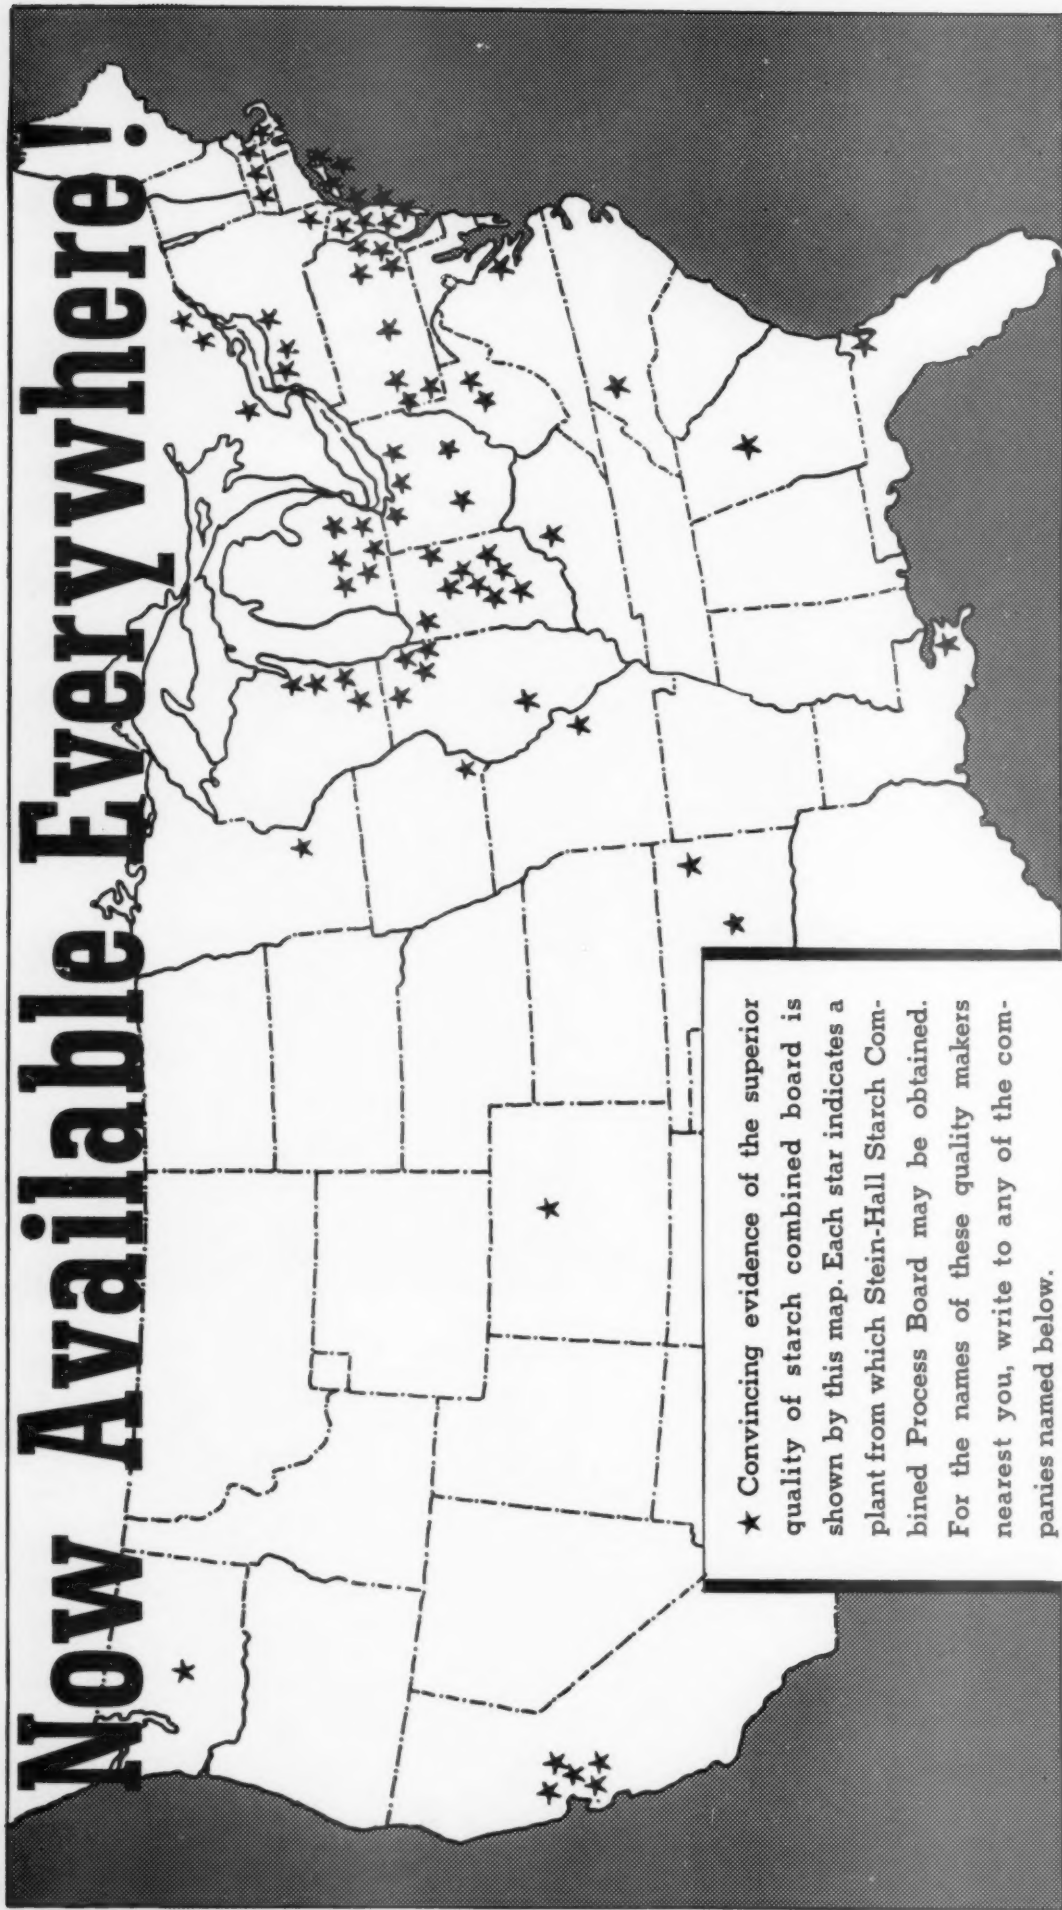 Now Available Everywhere!
★ Convincing evidence of the superior
quality of starch combined board is
shown by this map. Each star indicates a
plant from which Stein-Hall Starch Com-
bined Process Board may be obtained.
For the names of these quality makers
nearest you, write to any of the com-
panies named below.